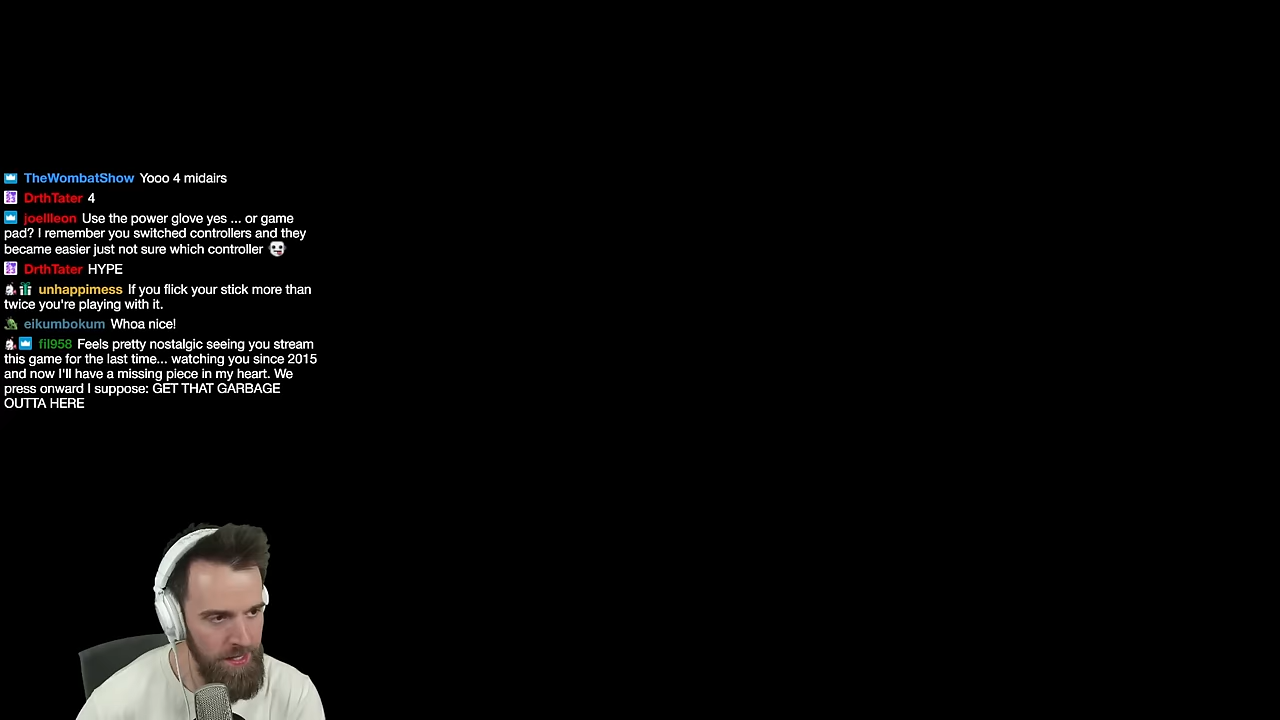 TheWombatShow Yooo 4 midairs
DrthTater 4
joellleon Use the power glove yes ... or game
pad? I remember you switched controllers and they
became easier just not sure which controller
DrthTater HYPE
unhappimess If you flick your stick more than
twice you're playing with it.
eikumbokum Whoa nice!
fil958 Feels pretty nostalgic seeing you stream
this game for the last time... watching you since 2015
and now I'll have a missing piece in my heart. We
press onward I suppose: GET THAT GARBAGE
OUTTA HERE